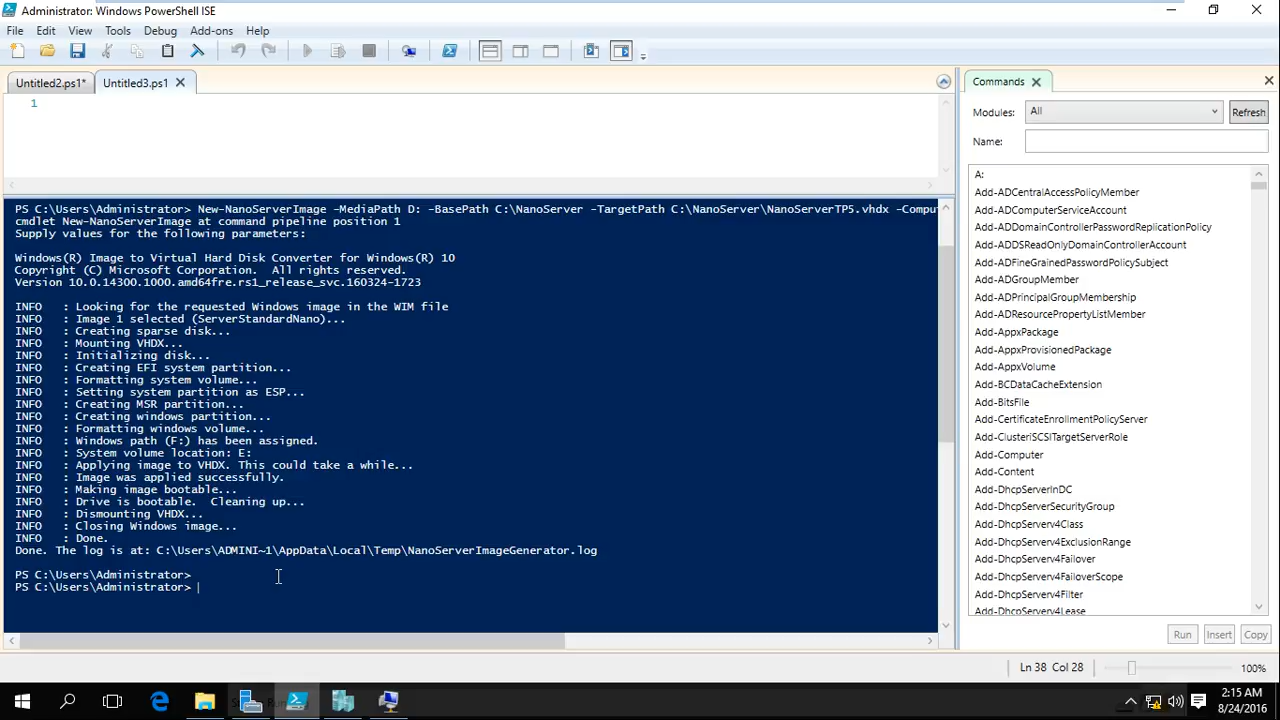 Administrator: Windows PowerShell ISE
File Edit View Tools Debug Add-ons Help
Untitled2.ps1* Untitled3.ps1
1
PS C:\Users\Administrator> New-NanoServerImage -MediaPath D: -BasePath C:\NanoServer -TargetPath C:\NanoServer\NanoServerTP5.vhdx -Comput
cmdlet New-NanoServerImage at command pipeline position 1
Supply values for the following parameters:
Windows(R) Image to Virtual Hard Disk Converter for Windows(R) 10
Copyright (C) Microsoft Corporation.  All rights reserved.
Version 10.0.14300.1000.amd64fre.rs1_release_svc.160324-1723
INFO   : Looking for the requested Windows image in the WIM file
INFO   : Image 1 selected (ServerStandardNano)...
INFO   : Creating sparse disk...
INFO   : Mounting VHDX...
INFO   : Initializing disk...
INFO   : Creating EFI system partition...
INFO   : Formatting system volume...
INFO   : Setting system partition as ESP...
INFO   : Creating MSR partition...
INFO   : Creating windows partition...
INFO   : Formatting windows volume...
INFO   : Windows path (F:) has been assigned.
INFO   : System volume location: E:
INFO   : Applying image to VHDX. This could take a while...
INFO   : Image was applied successfully.
INFO   : Making image bootable...
INFO   : Drive is bootable.  Cleaning up...
INFO   : Dismounting VHDX...
INFO   : Closing Windows image...
INFO   : Done.
Done. The log is at: C:\Users\ADMINI~1\AppData\Local\Temp\NanoServerImageGenerator.log
PS C:\Users\Administrator>
PS C:\Users\Administrator>
Commands
Modules: All Refresh
Name:
A:
Add-ADCentralAccessPolicyMember
Add-ADComputerServiceAccount
Add-ADDomainControllerPasswordReplicationPolicy
Add-ADDSReadOnlyDomainControllerAccount
Add-ADFineGrainedPasswordPolicySubject
Add-ADGroupMember
Add-ADPrincipalGroupMembership
Add-ADResourcePropertyListMember
Add-AppxPackage
Add-AppxProvisionedPackage
Add-AppxVolume
Add-BCDataCacheExtension
Add-BitsFile
Add-CertificateEnrollmentPolicyServer
Add-ClusteriSCSITargetServerRole
Add-Computer
Add-Content
Add-DhcpServerInDC
Add-DhcpServerSecurityGroup
Add-DhcpServerv4Class
Add-DhcpServerv4ExclusionRange
Add-DhcpServerv4Failover
Add-DhcpServerv4FailoverScope
Add-DhcpServerv4Filter
Add-DhcpServerv4Lease
Run Insert Copy
Ln 38 Col 28 100%
2:15 AM
8/24/2016